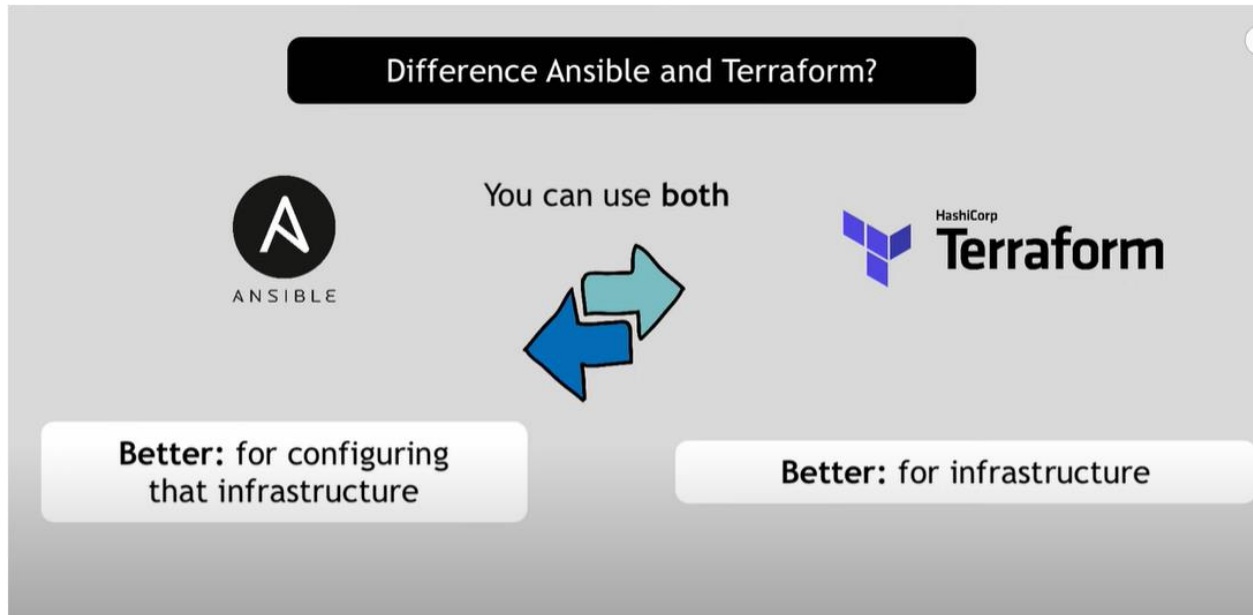 Difference Ansible and Terraform?
You can use both
ANSIBLE
HashiCorp
Terraform
Better: for configuring
that infrastructure
Better: for infrastructure